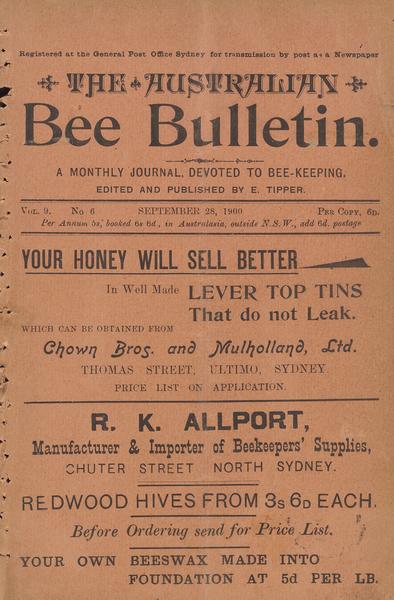 Registered at the General Post Office Sydney for transmission by post as a Newspaper
THE AUSTRALIAN
Bee Bulletin.
A MONTHLY JOURNAL, DEVOTED TO BEE-KEEPING.
EDITED AND PUBLISHED BY E. TIPPER.
VOL. 9. No 6 SEPTEMBER 28, 1900 PER COPY, 6D.
Per Annum 5s, booked 6s 6d, in Australasia, outside N.S.W., add 6d. postage
YOUR HONEY WILL SELL BETTER
In Well Made LEVER TOP TINS
That do not Leak.
WHICH CAN BE OBTAINED FROM
Chown Bros. and Mulholland, Ltd.
THOMAS STREET, ULTIMO, SYDNEY.
PRICE LIST ON APPLICATION.
R. K. ALLPORT,
Manufacturer & Importer of Beekeepers' Supplies,
CHUTER STREET NORTH SYDNEY.
REDWOOD HIVES FROM 3s 6D EACH.
Before Ordering send for Price List.
YOUR OWN BEESWAX MADE INTO
FOUNDATION AT 5d PER LB.